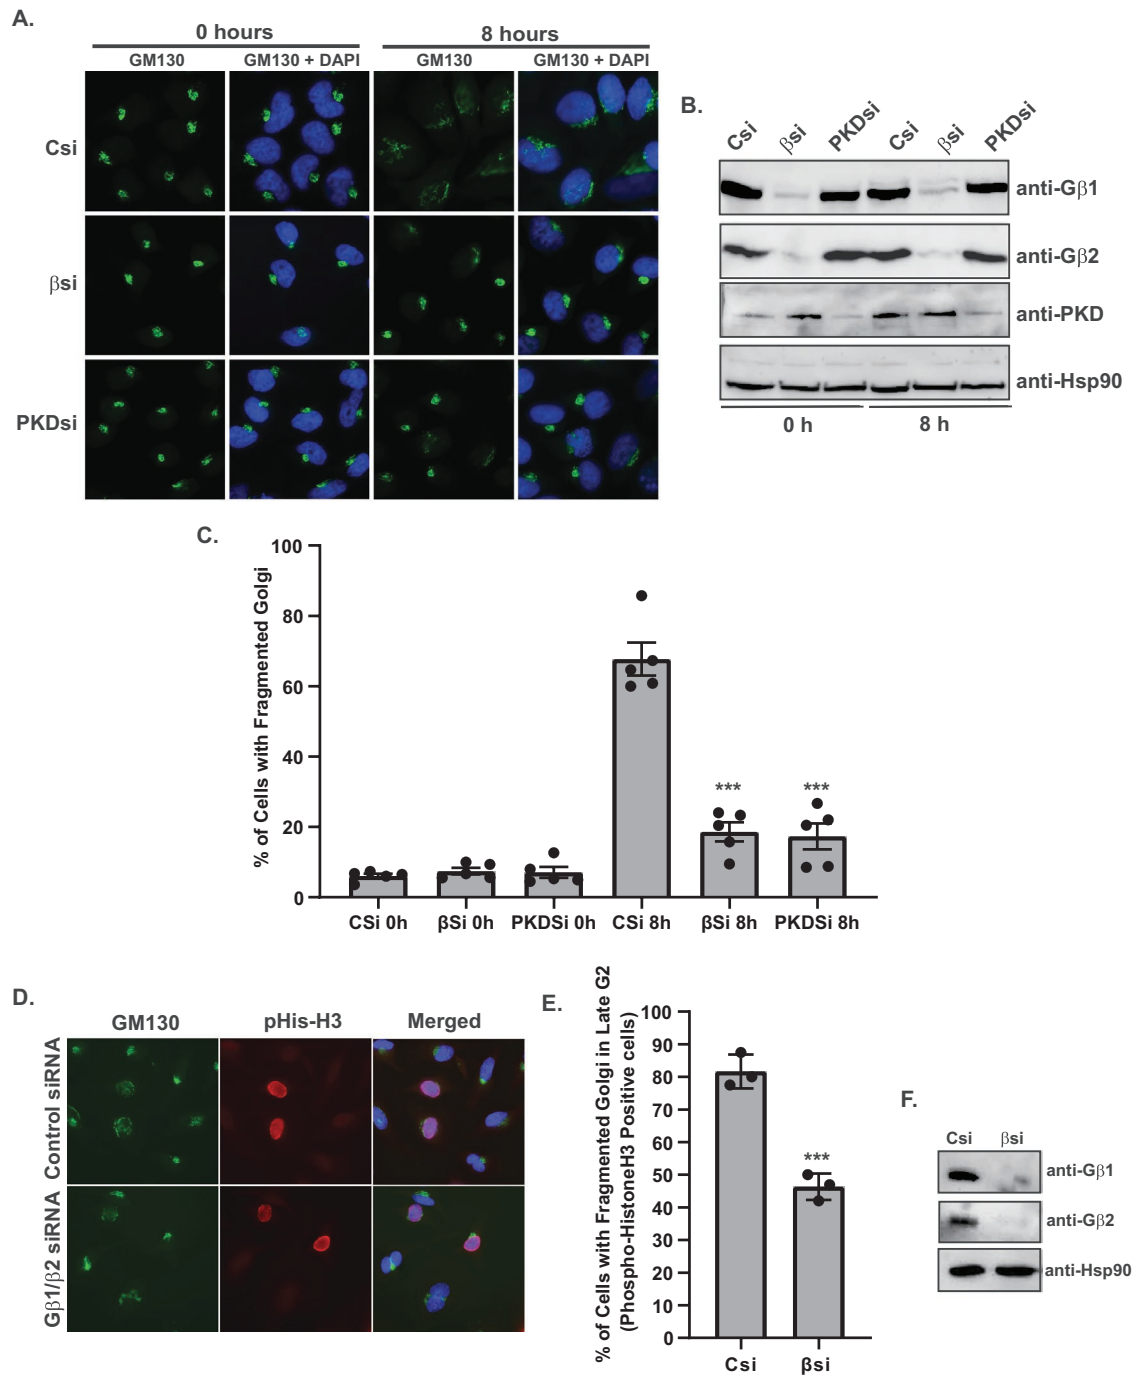 A.
0 hours
8 hours
GM130
GM130 + DAPI
GM130
GM130 + DAPI
Csi
βsi
PKDsi
B.
Csi
βsi
PKDsi
Csi
βsi
PKDsi
anti-Gβ1
anti-Gβ2
anti-PKD
anti-Hsp90
0 h
8 h
C.
% of Cells with Fragmented Golgi
100
80
60
40
20
0
***
***
CSi 0h
βSi 0h
PKDSi 0h
CSi 8h
βSi 8h
PKDSi 8h
D.
GM130
pHis-H3
Merged
Control siRNA
Gβ1/β2 siRNA
E.
% of Cells with Fragmented Golgi in Late G2
(Phospho-HistoneH3 Positive cells)
100
90
80
70
60
50
40
30
20
10
0
***
Csi
βsi
F.
Csi
βsi
anti-Gβ1
anti-Gβ2
anti-Hsp90